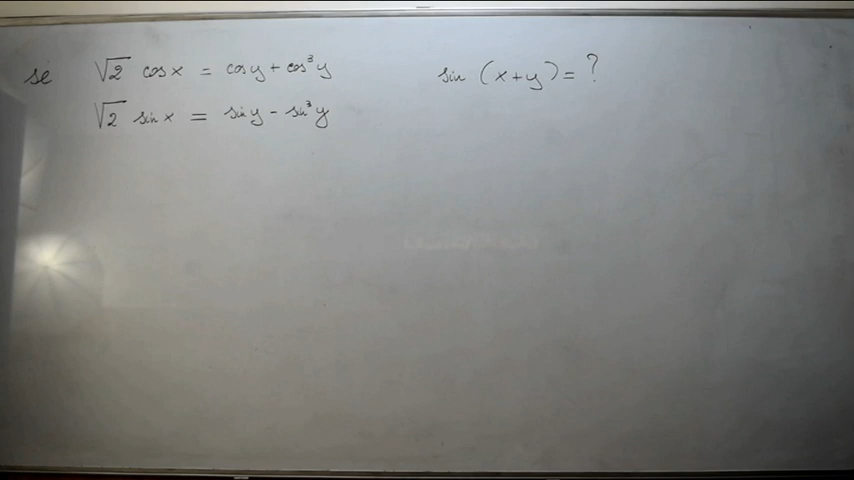 se √2 cos x = cos y + cos³ y sin (x + y) = ?
√2 sin x = sin y - sin³ y